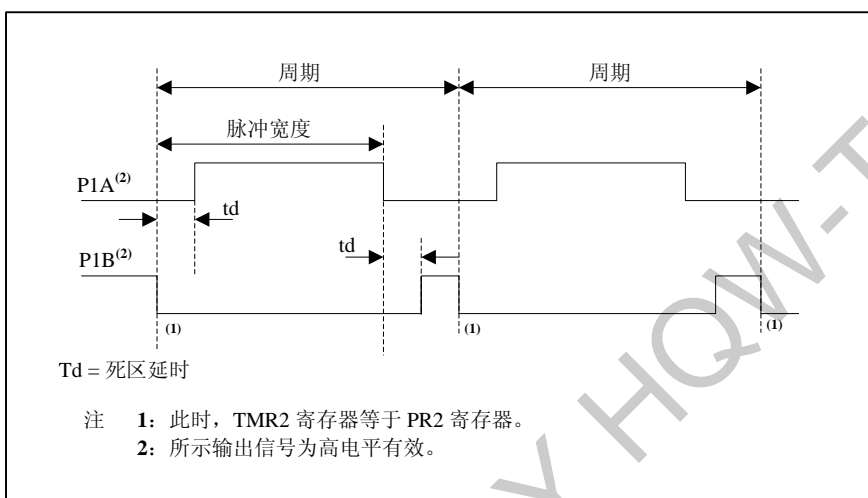 周期 周期
脉冲宽度
P1A(2)
td
td
P1B(2)
(1) (1) (1)
Td = 死区延时
注 1：此时，TMR2 寄存器等于 PR2 寄存器。
2：所示输出信号为高电平有效。
Y HQW-T